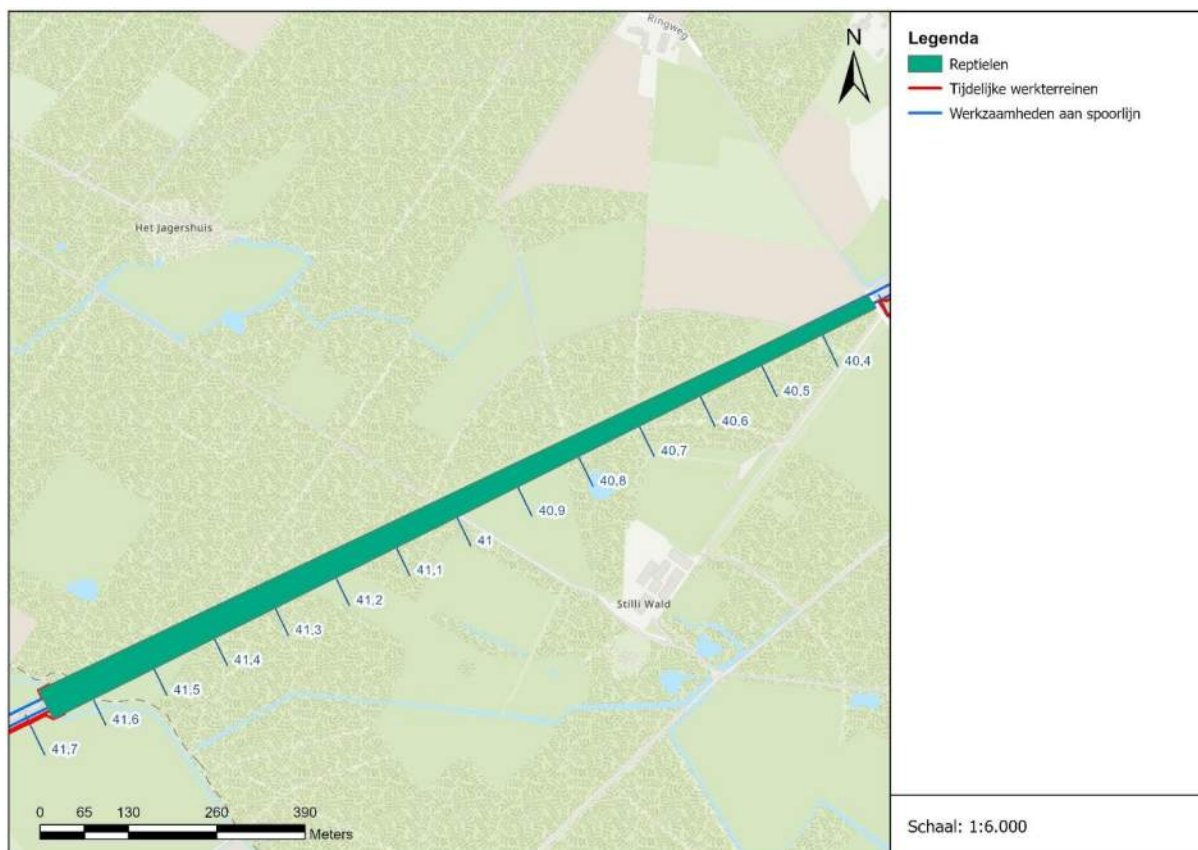 Ringweg
N
Het Jagershuis
40,4
40,5
40,6
40,7
40,8
40,9
41
41,1
41,2
Stilli Wald
41,3
41,4
41,5
41,6
41,7
0 65 130 260 390
Meters
Legenda
Reptielen
Tijdelijke werkterreinen
Werkzaamheden aan spoorlijn
Schaal: 1:6.000